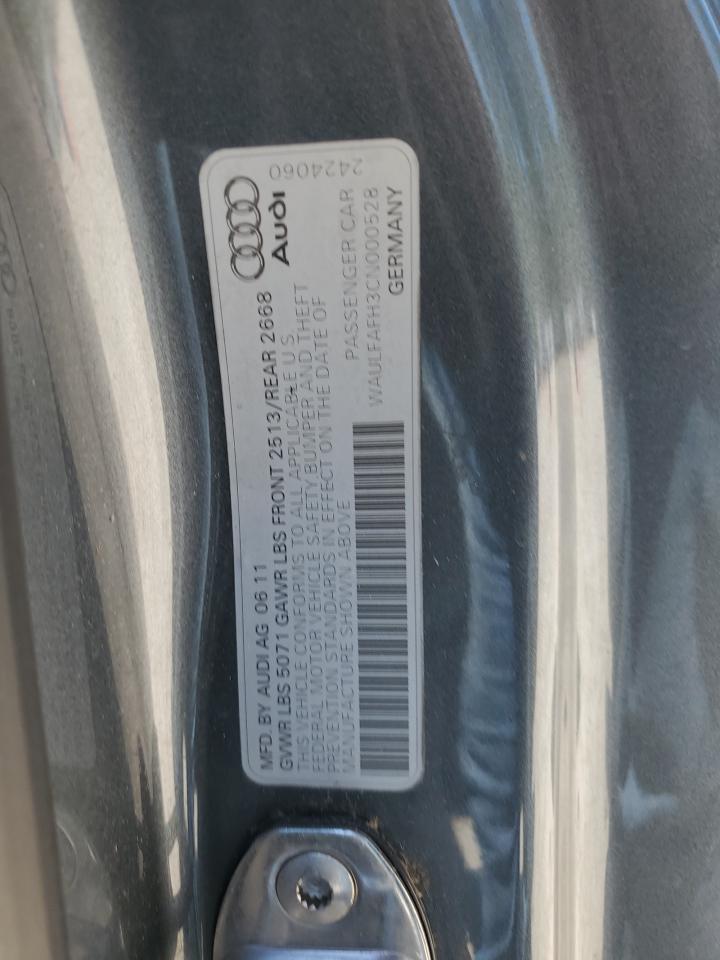 MFD. BY AUDI AG 06 11
GVWR LBS 5071 GAWR LBS FRONT 2513/REAR 2668
THIS VEHICLE CONFORMS TO ALL APPLICABLE U.S.
FEDERAL MOTOR VEHICLE SAFETY, BUMPER AND THEFT
PREVENTION STANDARDS IN EFFECT ON THE DATE OF
MANUFACTURE SHOWN ABOVE
PASSENGER CAR
WAULFAFH3CN000528
GERMANY
Audi
2424060